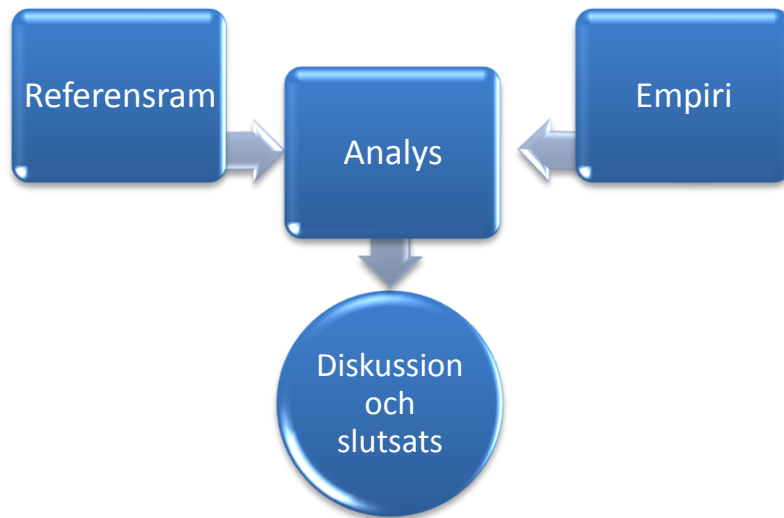 Referensram
Empiri
Analys
Diskussion
och
slutsats